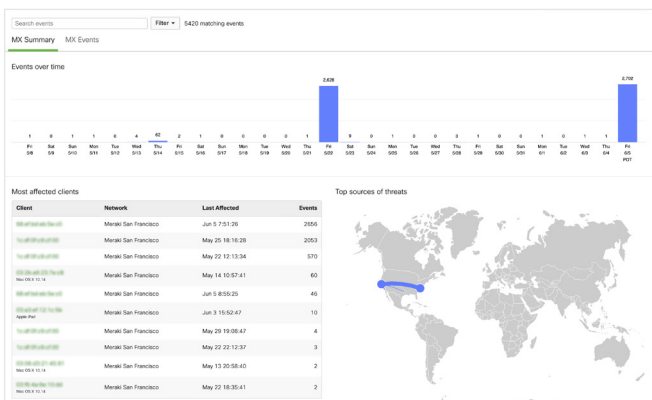 Search events Filter 5420 matching events
MX Summary MX Events
Events over time
1 0 1 1 0 4 62 2 1 0 0 0 0 1 2,628 8 0 1 0 0 3 1 0 0 1 0 1 1 2,702
Fri Sat Sun Mon Tue Wed Thu Fri Sat Sun Mon Tue Wed Thu Fri Sat Sun Mon Tue Wed Thu Fri Sat Sun Mon Tue Wed Thu Fri
5/8 5/9 5/10 5/11 5/12 5/13 5/14 5/15 5/16 5/17 5/18 5/19 5/20 5/21 5/22 5/23 5/24 5/25 5/26 5/27 5/28 5/29 5/30 5/31 6/1 6/2 6/3 6/4 6/5
PDT
Most affected clients Top sources of threats
Client Network Last Affected Events
Meraki San Francisco Jun 5 7:51:26 2656
Meraki San Francisco May 25 18:16:28 2053
Meraki San Francisco May 22 12:13:34 570
Meraki San Francisco May 14 10:57:41 60
Mac OS X 10.14
Meraki San Francisco Jun 5 8:55:25 46
Meraki San Francisco Jun 3 15:52:47 10
Apple iPad
Meraki San Francisco May 29 19:08:47 4
Meraki San Francisco May 22 22:12:37 3
Meraki San Francisco May 13 20:58:40 2
Mac OS X 10.14
Meraki San Francisco May 22 18:35:41 2
Mac OS X 10.14